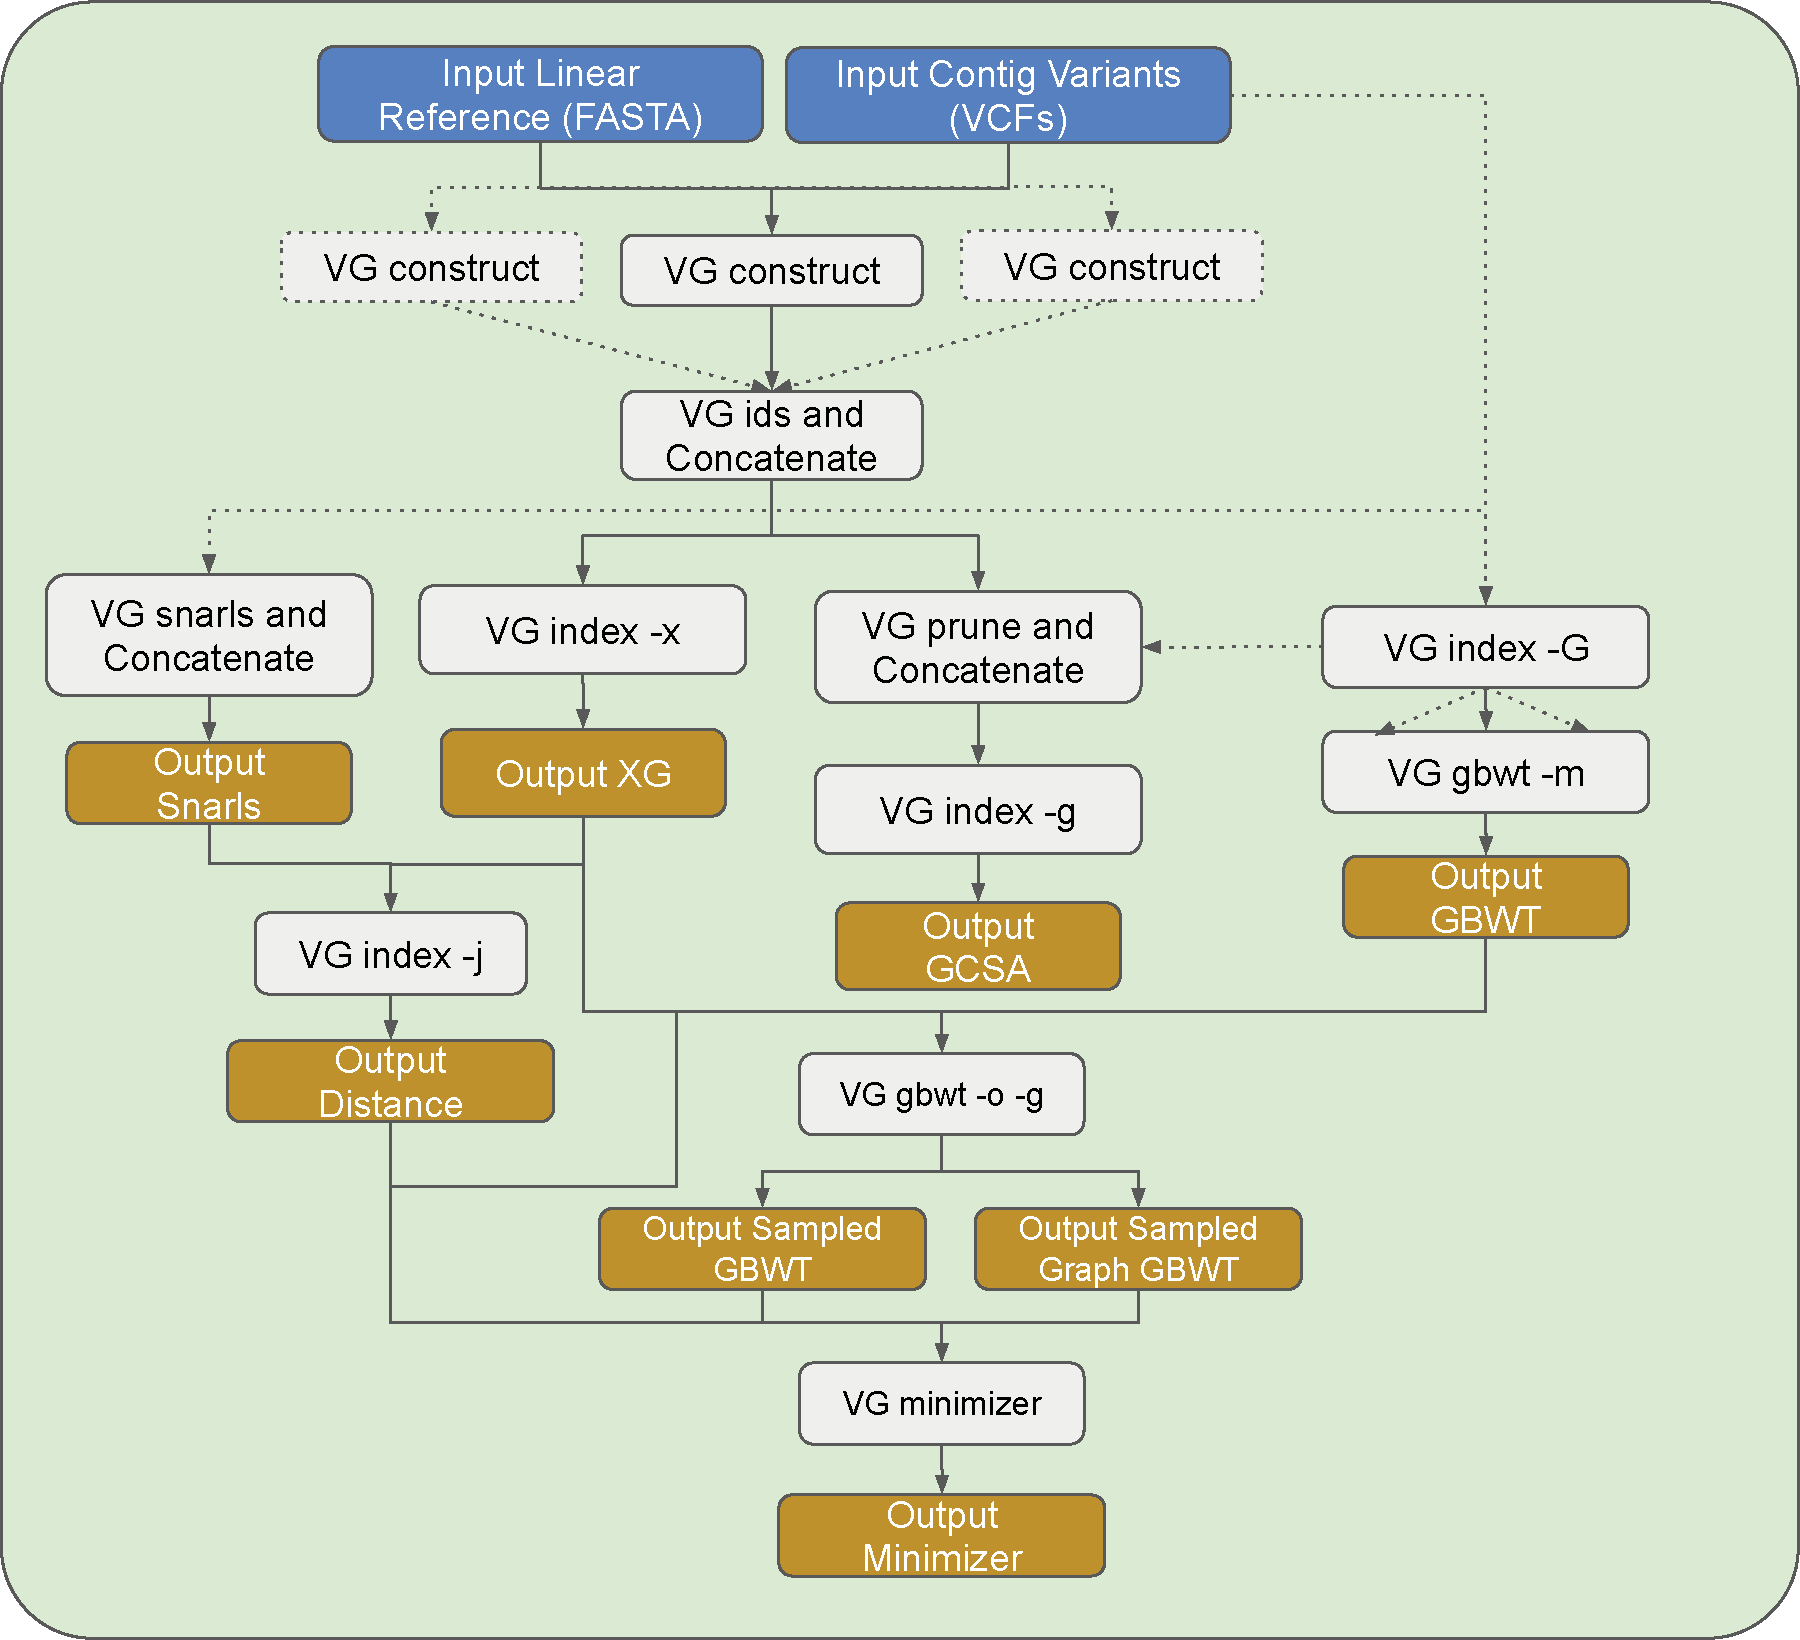 Input Linear
Reference (FASTA)
Input Contig Variants
(VCFs)
VG construct
VG construct
VG construct
VG ids and
Concatenate
VG snarls and
Concatenate
VG index -x
VG prune and
Concatenate
VG index -G
Output
Snarls
Output XG
VG index -g
VG gbwt -m
Output
GBWT
VG index -j
Output
GCSA
Output
Distance
VG gbwt -o -g
Output Sampled
GBWT
Output Sampled
Graph GBWT
VG minimizer
Output
Minimizer